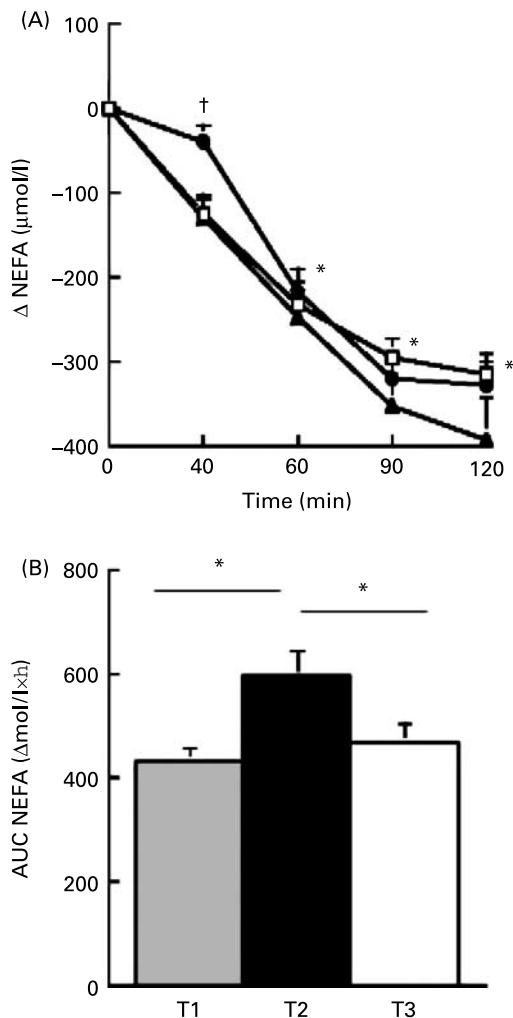 (A)
100
0
–100
–200
–300
–400
Δ NEFA (μmol/l)
†
*
*
*
0
40
60
90
120
Time (min)
(B)
800
600
400
200
0
AUC NEFA (Δmol/l×h)
*
*
T1
T2
T3